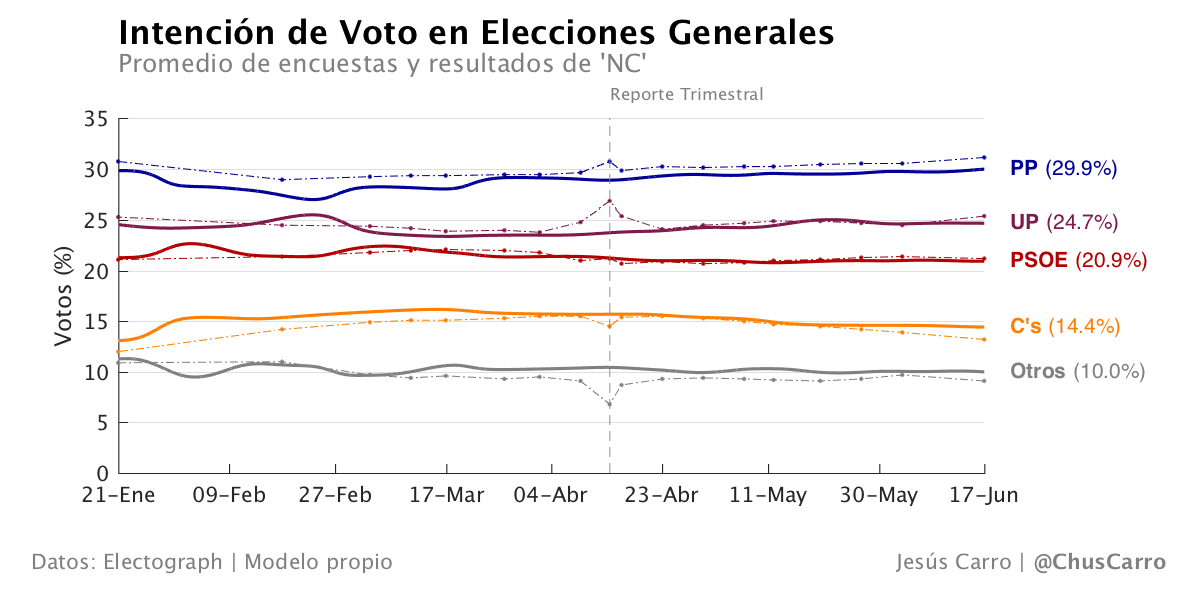 Intención de Voto en Elecciones Generales
Promedio de encuestas y resultados de 'NC'
Reporte Trimestral
35
30
25
20
15
10
5
0
Votos (%)
PP (29.9%)
UP (24.7%)
PSOE (20.9%)
C's (14.4%)
Otros (10.0%)
21-Ene 09-Feb 27-Feb 17-Mar 04-Abr 23-Abr 11-May 30-May 17-Jun
Datos: Electograph | Modelo propio
Jesús Carro | @ChusCarro